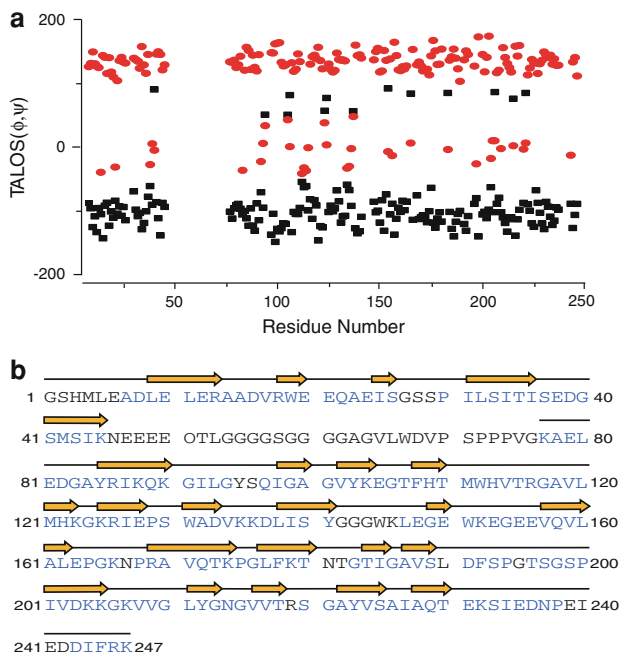 a
200
0
-200
TALOS(ϕ,ψ)
50
100
150
200
250
Residue Number
b
1 GSHMLEADLE LERAADVRWE EQAEISGSSP ILSITISEDG 40
41 SMSIKNEEEE OTLGGGGSGG GGAGVLWDVP SPPPVGKAEL 80
81 EDGAYRIKQK GILGYSQIGA GVYKEGTFHT MWHVTRGAVL 120
121 MHKGKRIEPS WADVKKDLIS YGGGWKLEGE WKEGEEVQVL 160
161 ALEPGKNPRA VQTKPGLFKT NTGTIGAVSL DFSPGTSGSP 200
201 IVDKKGKVVG LYGNGVVTRSG AYVSAIAQT EKSIEDNPEI 240
241 EDDIFRK 247